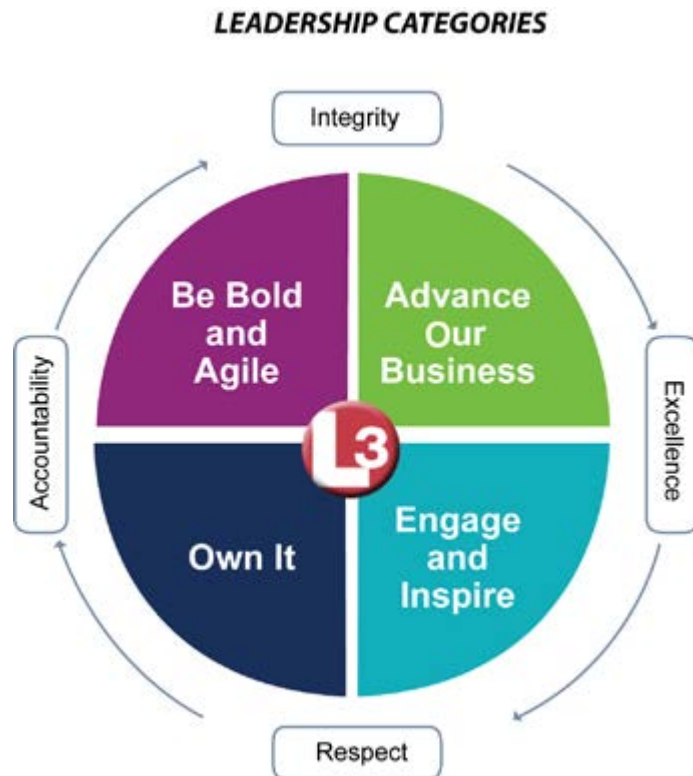 LEADERSHIP CATEGORIES
Integrity
Be Bold
and
Agile
Advance
Our
Business
Accountability
Excellence
L3
Own It
Engage
and
Inspire
Respect